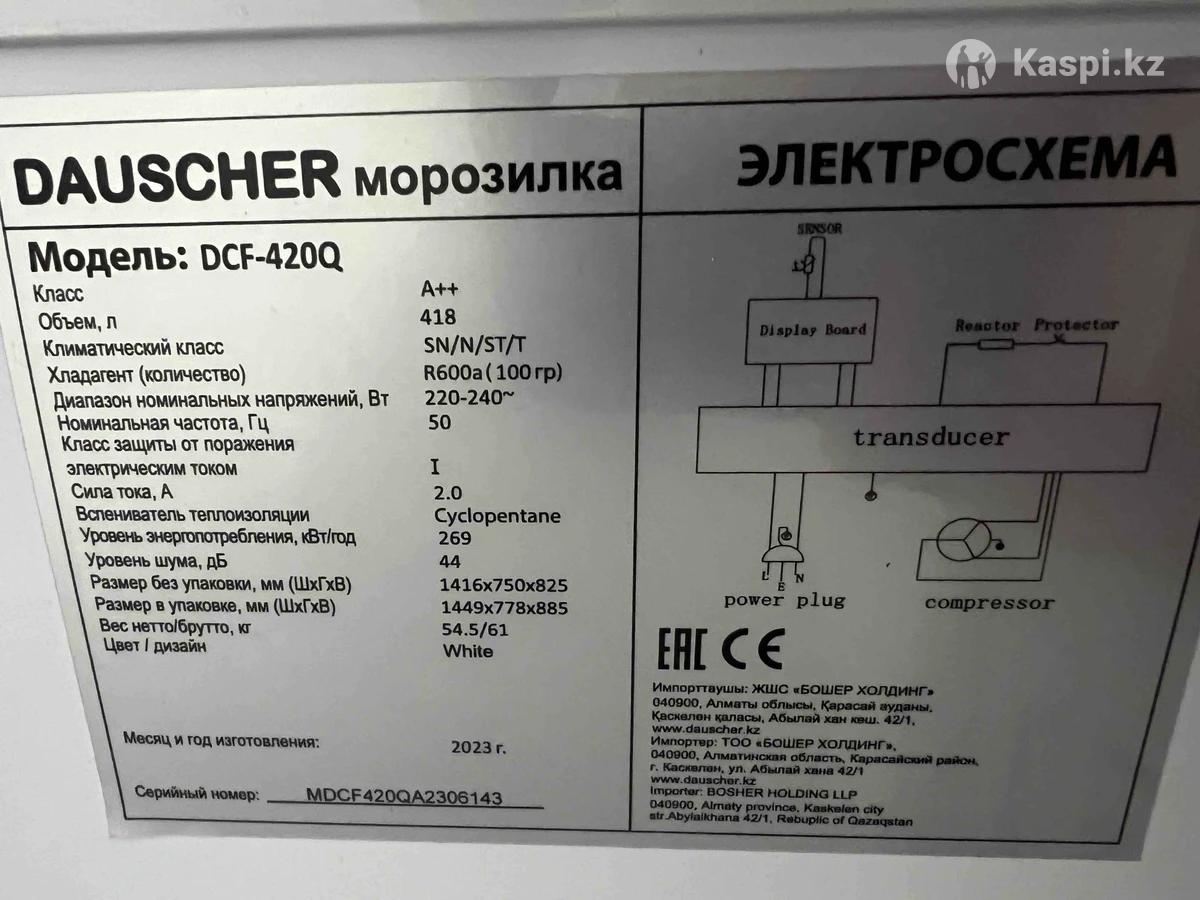 Kaspi.kz
DAUSCHER морозилка
Модель: DCF-420Q
Класс A++
Объем, л 418
Климатический класс SN/N/ST/T
Хладагент (количество) R600a (100 гр)
Диапазон номинальных напряжений, Вт 220-240~
Номинальная частота, Гц 50
Класс защиты от поражения
электрическим током I
Сила тока, А 2.0
Вспениватель теплоизоляции Cyclopentane
Уровень энергопотребления, кВт/год 269
Уровень шума, дБ 44
Размер без упаковки, мм (ШхГхВ) 1416x750x825
Размер в упаковке, мм (ШхГхВ) 1449x778x885
Вес нетто/брутто, кг 54.5/61
Цвет / дизайн White
Месяц и год изготовления: 2023 г.
Серийный номер: MDCF420QA2306143
ЭЛЕКТРОСХЕМА
SRNSOR
Display Board
Reactor Protector
transducer
L E N
power plug
compressor
EAC CE
Импорттаушы: ЖШС «БОШЕР ХОЛДИНГ»
040900, Алматы облысы, Қарасай ауданы,
Қаскелең қаласы, Абылай хан көш. 42/1,
www.dauscher.kz
Импортер: ТОО «БОШЕР ХОЛДИНГ»,
040900, Алматинская область, Карасайский район,
г. Каскелен, ул. Абылай хана 42/1
www.dauscher.kz
Importer: BOSHER HOLDING LLP
040900, Almaty province, Kaskelen city
str.Abylaikhana 42/1, Rebuplic of Qazaqstan